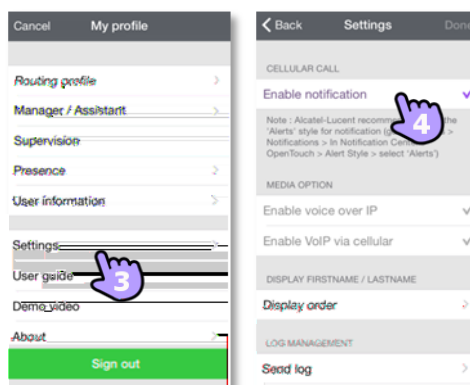 Cancel My profile
Routing profile
Manager / Assistant
Supervision
Presence
User information
Settings
User guide
3
Demo video
About
Sign out
Back Settings Done
CELLULAR CALL
Enable notification
4
Note : Alcatel-Lucent recomm the
'Alerts' style for notification (g >
Notifications > In Notification Cent
OpenTouch > Alert Style > select 'Alerts')
MEDIA OPTION
Enable voice over IP
Enable VoIP via cellular
DISPLAY FIRSTNAME / LASTNAME
Display order
LOG MANAGEMENT
Send log